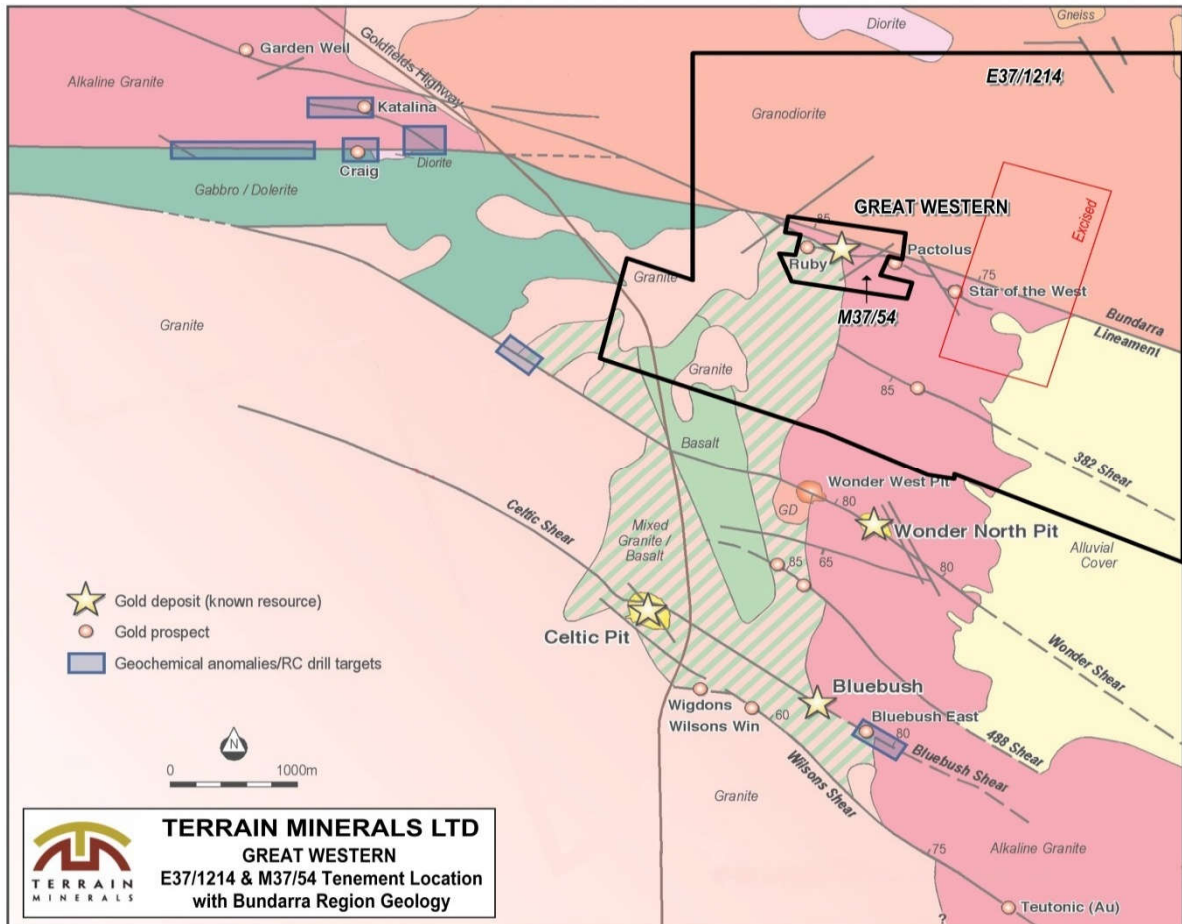 Gneiss
Diorite
Garden Well
Goldfields Highway
E37/1214
Alkaline Granite
Katalina
Granodiorite
Diorite
Craig
Gabbro / Dolerite
Excised
GREAT WESTERN
85
Pactolus
Ruby
Granite
75
Star of the West
M37/54
Bundarra
Lineament
Granite
Granite
85
Basalt
382 Shear
Wonder West Pit
80
GD
Celtic Shear
Wonder North Pit
Mixed
Granite /
Basalt
Alluvial
Cover
85
65
80
Gold deposit (known resource)
Celtic Pit
Gold prospect
Wonder Shear
Geochemical anomalies/RC drill targets
Bluebush
Wigdons
Bluebush East
Wilsons Win
60
80
488 Shear
Bluebush Shear
N
0
1000m
Wilsons Shear
Granite
TERRAIN MINERALS LTD
GREAT WESTERN
E37/1214 & M37/54 Tenement Location
with Bundarra Region Geology
TERRAIN
MINERALS
75
Alkaline Granite
Teutonic (Au)
?